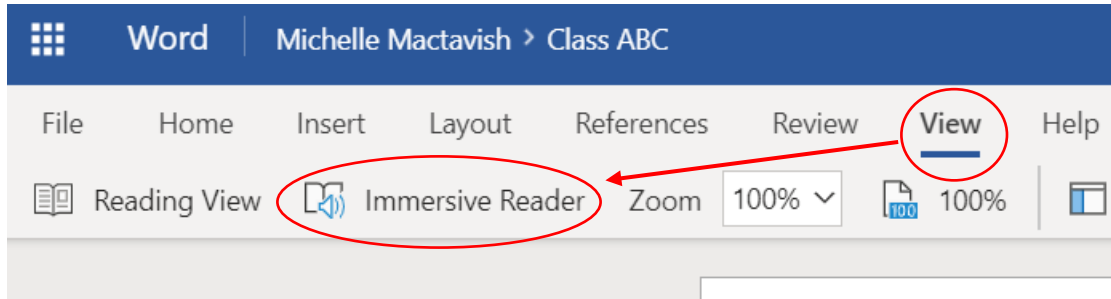 Word Michelle Mactavish > Class ABC
File Home Insert Layout References Review View Help
Reading View Immersive Reader Zoom 100% 100 100%